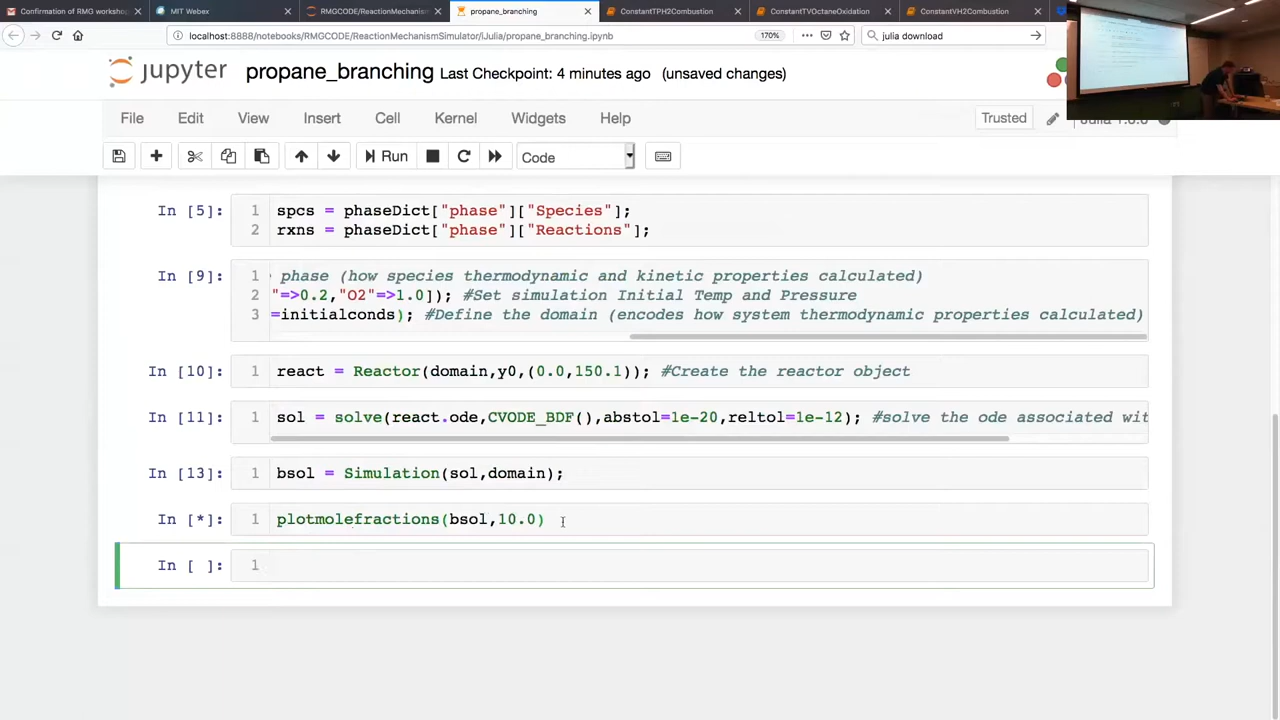 Confirmation of RMG worksho
MIT Webex
RMGCODE/ReactionMechanism
propane_branching
ConstantTPH2Combustion
ConstantTVOctaneOxidation
ConstantVH2Combustion
localhost:8888/notebooks/RMGCODE/ReactionMechanismSimulator/iJulia/propane_branching.ipynb
170%
julia download
jupyter propane_branching Last Checkpoint: 4 minutes ago (unsaved changes)
File Edit View Insert Cell Kernel Widgets Help Trusted
Run Code
In [5]: 1 spcs = phaseDict["phase"]["Species"];
2 rxns = phaseDict["phase"]["Reactions"];
In [9]: 1 phase (how species thermodynamic and kinetic properties calculated)
2 "=>0.2,"O2"=>1.0]); #Set simulation Initial Temp and Pressure
3 =initialconds); #Define the domain (encodes how system thermodynamic properties calculated)
In [10]: 1 react = Reactor(domain,y0,(0.0,150.1)); #Create the reactor object
In [11]: 1 sol = solve(react.ode,CVODE_BDF(),abstol=1e-20,reltol=1e-12); #solve the ode associated wit
In [13]: 1 bsol = Simulation(sol,domain);
In [*]: 1 plotmolefractions(bsol,10.0)
In [ ]: 1